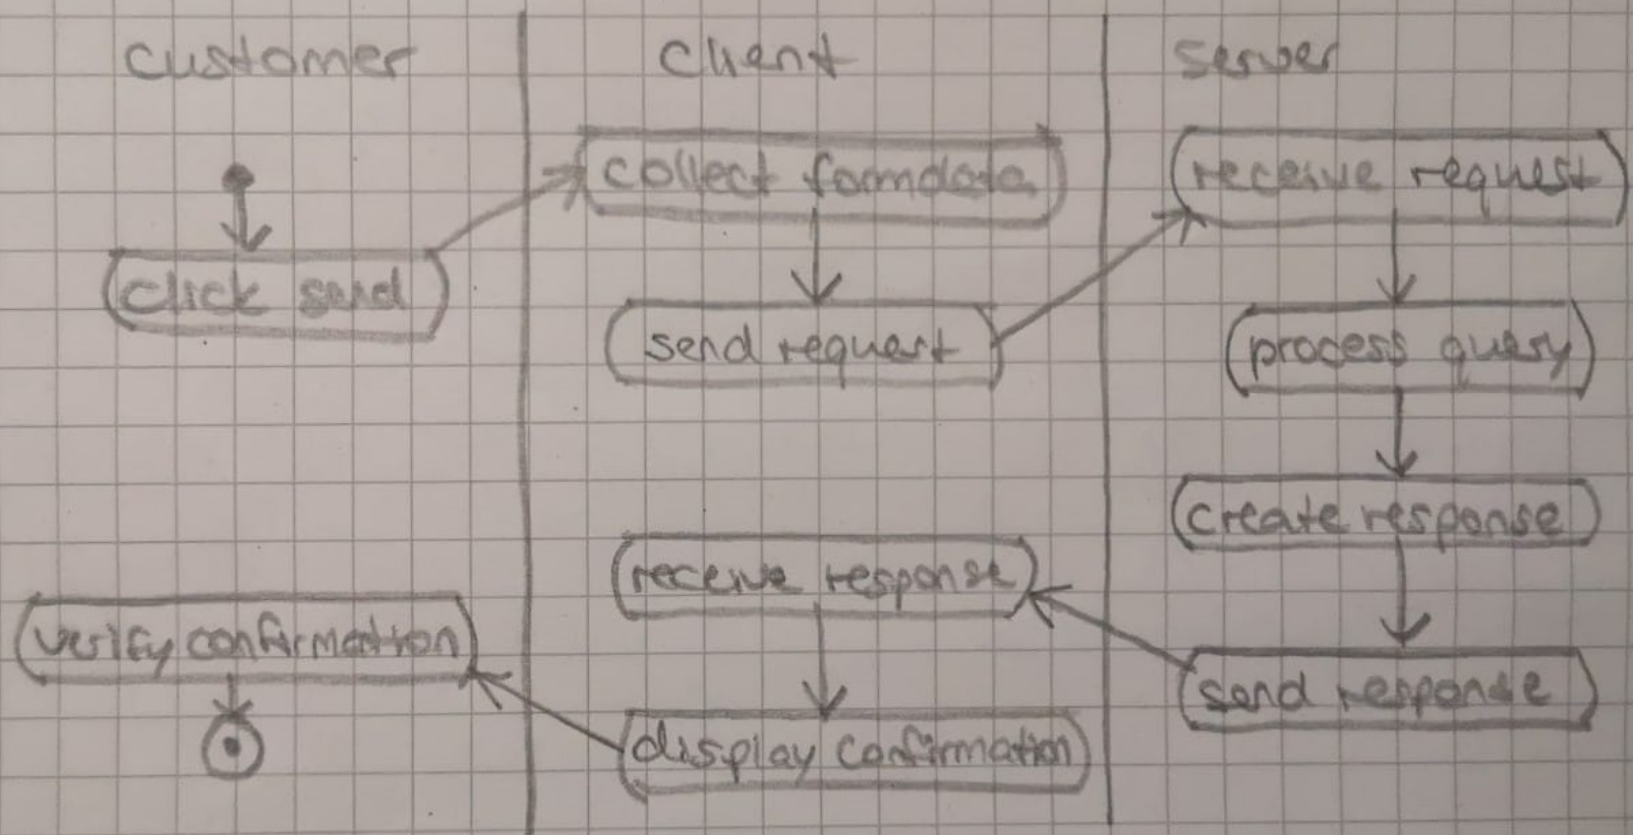 customer
client
server
collect formdata
receive request
click send
send request
process query
create response
receive response
verify confirmation
send response
display confirmation